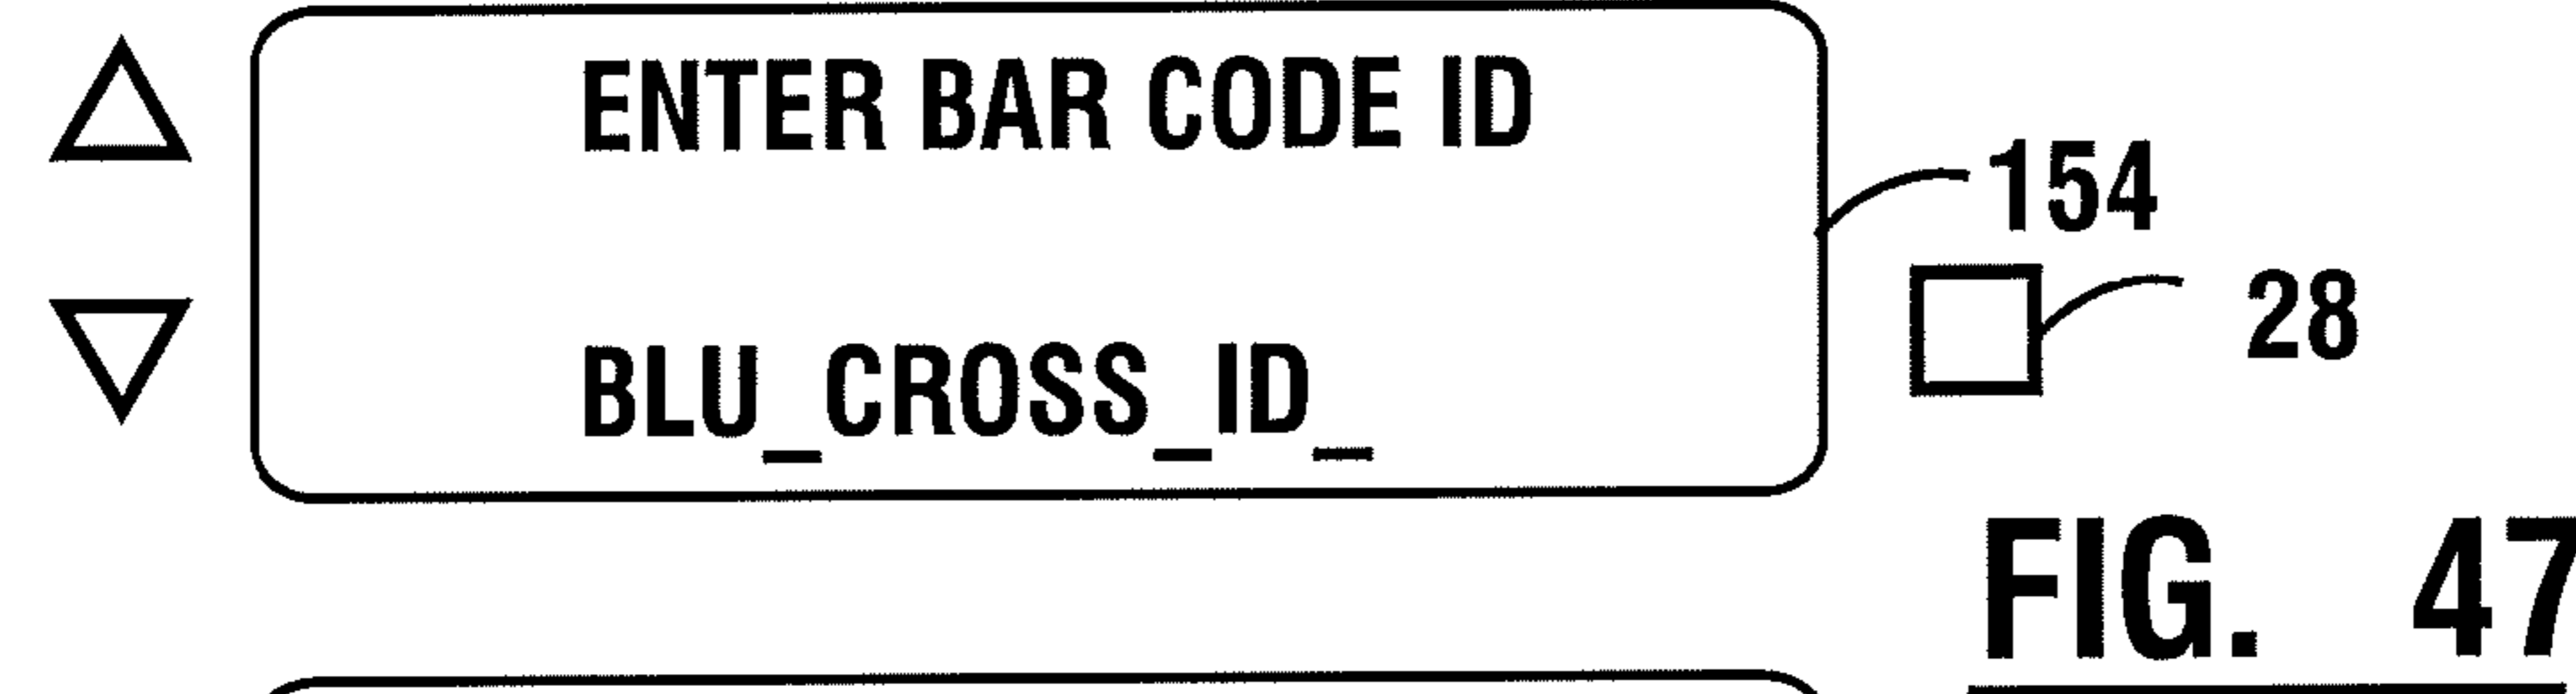 ENTER BAR CODE ID
154
28
BLU_CROSS_ID_
FIG. 47